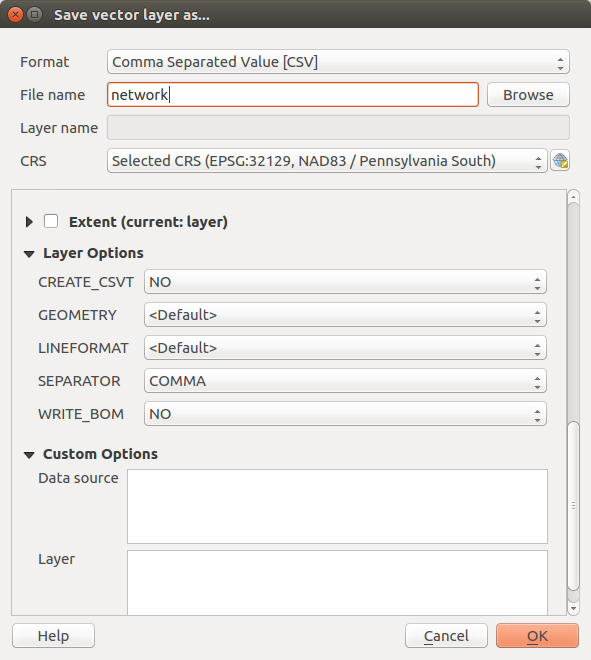 Save vector layer as...
Format Comma Separated Value [CSV]
File name network Browse
Layer name
CRS Selected CRS (EPSG:32129, NAD83 / Pennsylvania South)
Extent (current: layer)
Layer Options
CREATE_CSVT NO
GEOMETRY <Default>
LINEFORMAT <Default>
SEPARATOR COMMA
WRITE_BOM NO
Custom Options
Data source
Layer
Help Cancel OK